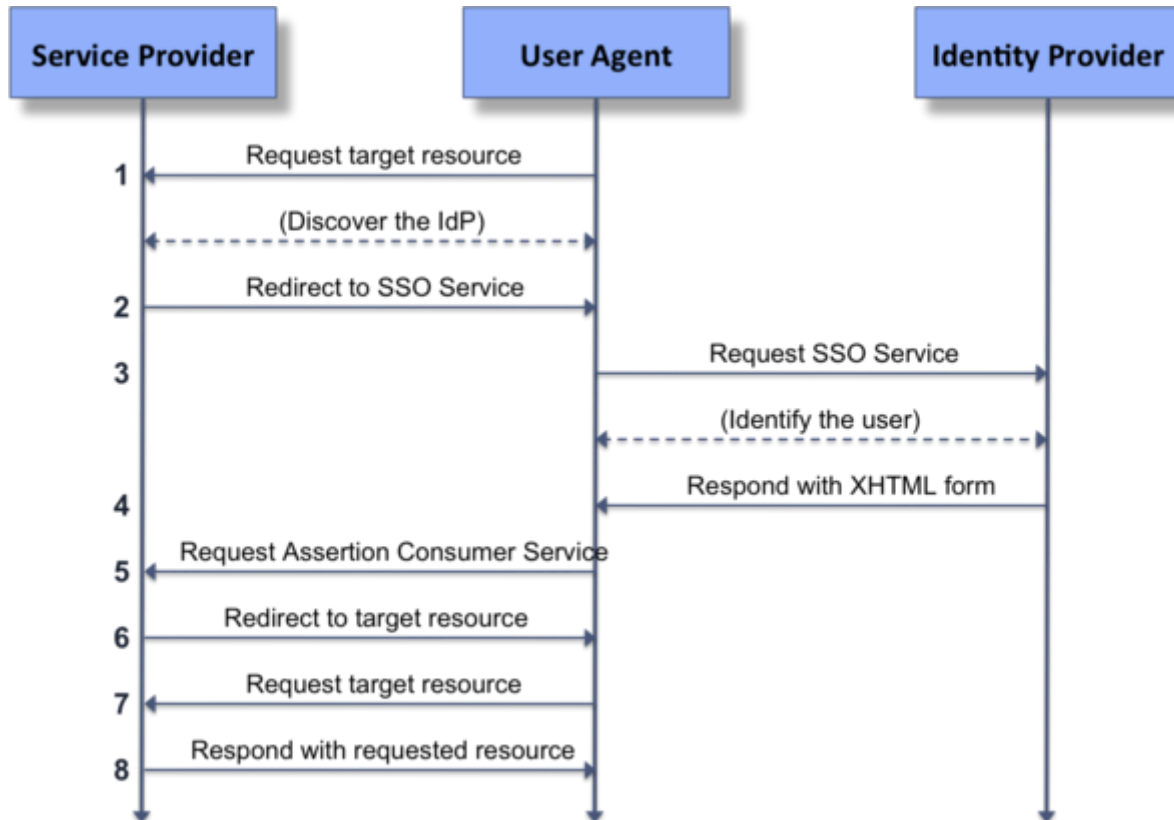 Service Provider
User Agent
Identity Provider
Request target resource
1
(Discover the IdP)
Redirect to SSO Service
2
Request SSO Service
3
(Identify the user)
Respond with XHTML form
4
Request Assertion Consumer Service
5
Redirect to target resource
6
Request target resource
7
Respond with requested resource
8